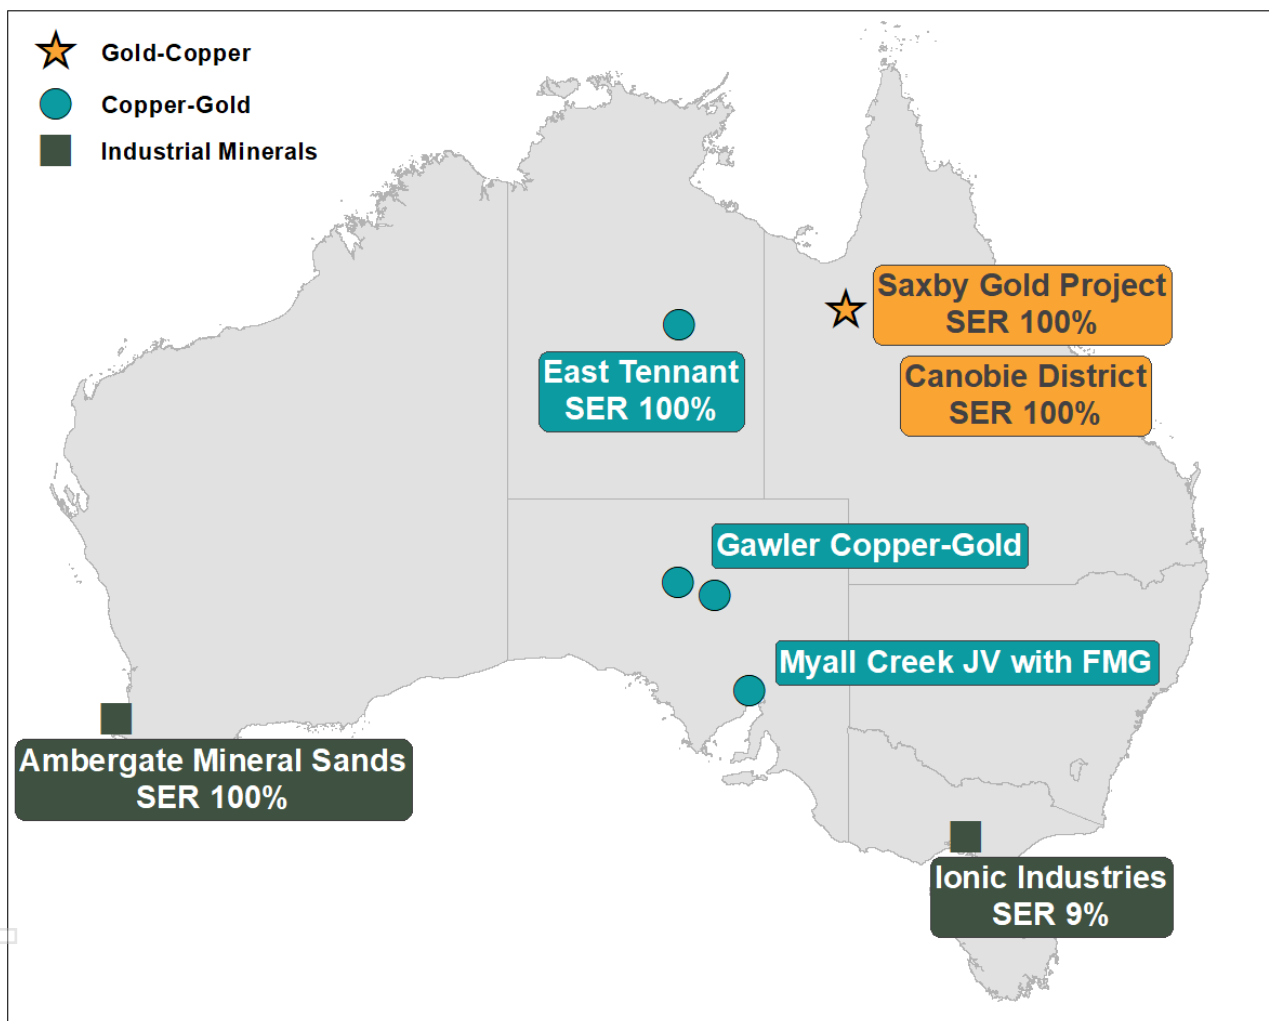 Gold-Copper
Copper-Gold
Industrial Minerals
Saxby Gold Project
SER 100%
East Tennant
SER 100%
Canobie District
SER 100%
Gawler Copper-Gold
Myall Creek JV with FMG
Ambergate Mineral Sands
SER 100%
Ionic Industries
SER 9%